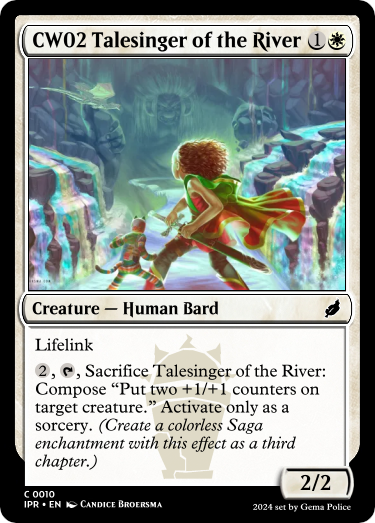 CW02 Talesinger of the River 1
Creature — Human Bard
Lifelink
2, , Sacrifice Talesinger of the River:
Compose “Put two +1/+1 counters on
target creature.” Activate only as a
sorcery. (Create a colorless Saga
enchantment with this effect as a third
chapter.)
2/2
C 0010
IPR • EN Candice Broersma
2024 set by Gema Police